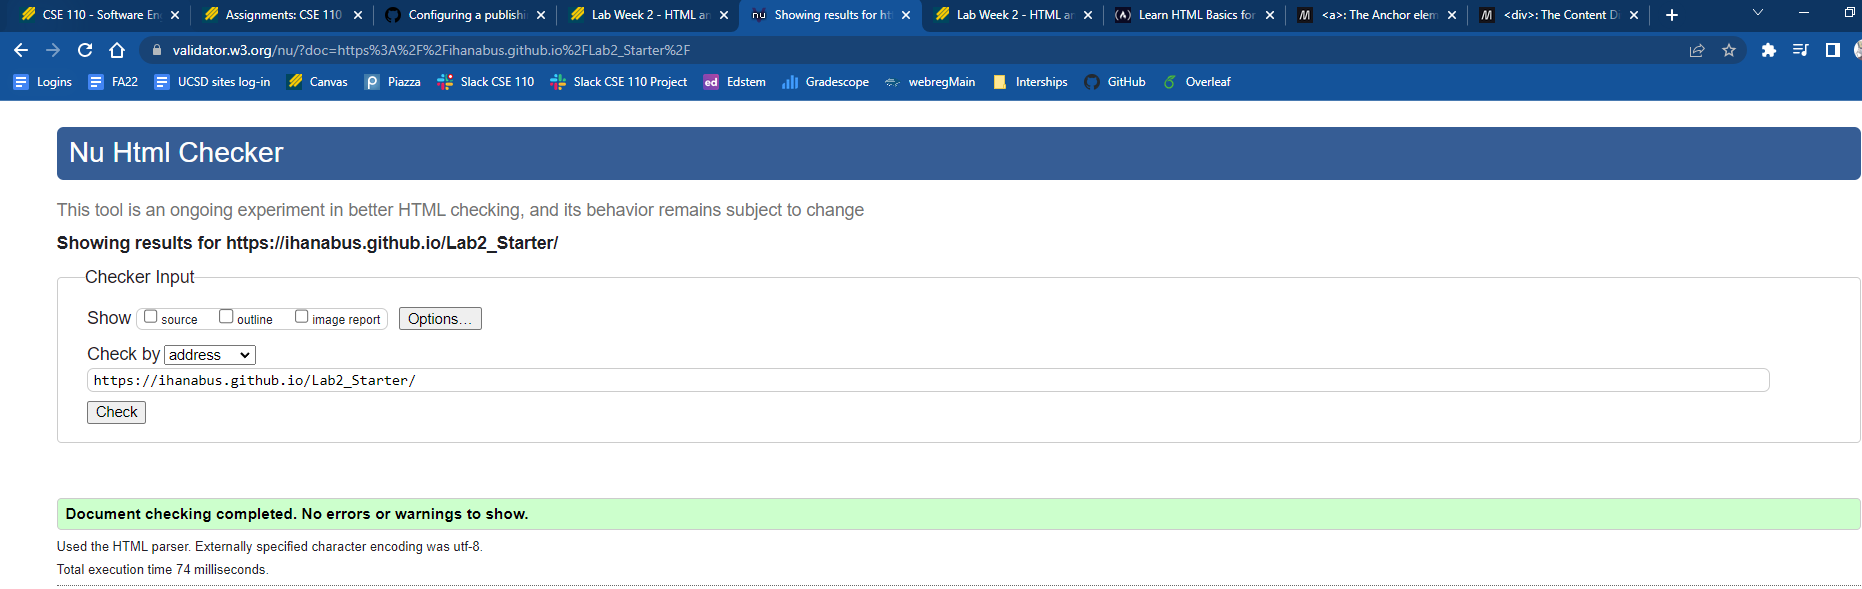 CSE 110 - Software En
Assignments: CSE 110
Configuring a publishi
Lab Week 2 - HTML an
nu Showing results for htt
Lab Week 2 - HTML an
Learn HTML Basics for
<a>: The Anchor elem
<div>: The Content Di
validator.w3.org/nu/?doc=https%3A%2F%2Fihanabus.github.io%2FLab2_Starter%2F
Logins FA22 UCSD sites log-in Canvas Piazza Slack CSE 110 Slack CSE 110 Project ed Edstem Gradescope webregMain Interships GitHub Overleaf
Nu Html Checker
This tool is an ongoing experiment in better HTML checking, and its behavior remains subject to change
Showing results for https://ihanabus.github.io/Lab2_Starter/
Checker Input
Show source outline image report Options...
Check by address
https://ihanabus.github.io/Lab2_Starter/
Check
Document checking completed. No errors or warnings to show.
Used the HTML parser. Externally specified character encoding was utf-8.
Total execution time 74 milliseconds.